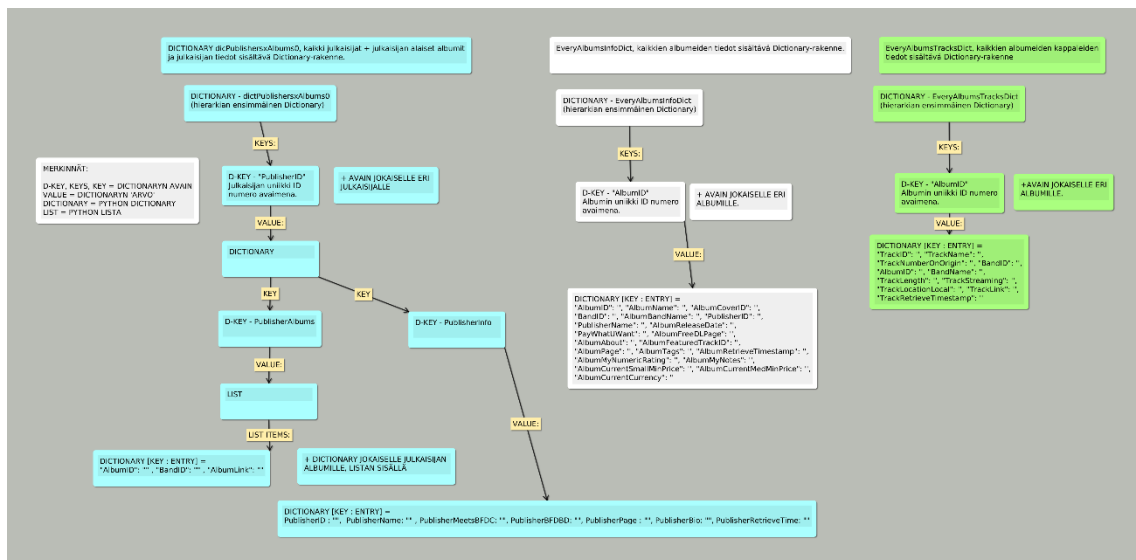 DICTIONARY dicPublishersxAlbums0, kaikki julkaisijat + julkaisijan alaiset albumit
ja julkaisijan tiedot sisältävä Dictionary-rakenne.
DICTIONARY - dictPublishersxAlbums0
(hierarkian ensimmäinen Dictionary)
KEYS:
MERKINNÄT:
D-KEY, KEYS, KEY = DICTIONARYN AVAIN
VALUE = DICTIONARYN 'ARVO'
DICTIONARY = PYTHON DICTIONARY
LIST = PYTHON LISTA
D-KEY - "PublisherID"
Julkaisijan uniikki ID
numero avaimena.
+ AVAIN JOKAISELLE ERI
JULKAISIJALLE
VALUE:
DICTIONARY
KEY
KEY
D-KEY - PublisherAlbums
D-KEY - PublisherInfo
VALUE:
LIST
LIST ITEMS:
DICTIONARY [KEY : ENTRY] =
"AlbumID": "" , "BandID": "" , "AlbumLink": ""
+ DICTIONARY JOKAISELLE JULKAISIJAN
ALBUMILLE, LISTAN SISÄLLÄ
VALUE:
DICTIONARY [KEY : ENTRY] =
PublisherID : "", PublisherName: "" , PublisherMeetsBFDC: "", PublisherBFDBD: "", PublisherPage : "", PublisherBio: "", PublisherRetrieveTime: ""
EveryAlbumsInfoDict, kaikkien albumeiden tiedot sisältävä Dictionary-rakenne.
DICTIONARY - EveryAlbumsInfoDict
(hierarkian ensimmäinen Dictionary)
KEYS:
D-KEY - "AlbumID"
Albumin uniikki ID numero
avaimena.
+ AVAIN JOKAISELLE ERI
ALBUMILLE.
VALUE:
DICTIONARY [KEY : ENTRY] =
"AlbumID": '', "AlbumName": '', "AlbumCoverID": '',
"BandID": '', "AlbumBandName": '', "PublisherID": '',
"PublisherName": '', "AlbumReleaseDate": '',
"PayWhatUWant": '', "AlbumFreeDLPage": '',
"AlbumAbout": '', "AlbumFeaturedTrackID": '',
"AlbumPage": '', "AlbumTags": '', "AlbumRetrieveTimestamp": '',
"AlbumMyNumericRating": '', "AlbumMyNotes": '',
"AlbumCurrentSmallMinPrice": '', "AlbumCurrentMedMinPrice": '',
"AlbumCurrentCurrency": ''
EveryAlbumsTracksDict, kaikkien albumeiden kappaleiden
tiedot sisältävä Dictionary-rakenne
DICTIONARY - EveryAlbumsTracksDict
(hierarkian ensimmäinen Dictionary)
KEYS:
D-KEY - "AlbumID"
Albumin uniikki ID numero
avaimena.
+AVAIN JOKAISELLE ERI
ALBUMILLE.
VALUE:
DICTIONARY [KEY : ENTRY] =
"TrackID": '', "TrackName": '',
"TrackNumberOnOrigin": '', "BandID": '',
"AlbumID": '', "BandName": '',
"TrackLength": '', "TrackStreaming": '',
"TrackLocationLocal": '', "TrackLink": '',
"TrackRetrieveTimestamp": ''